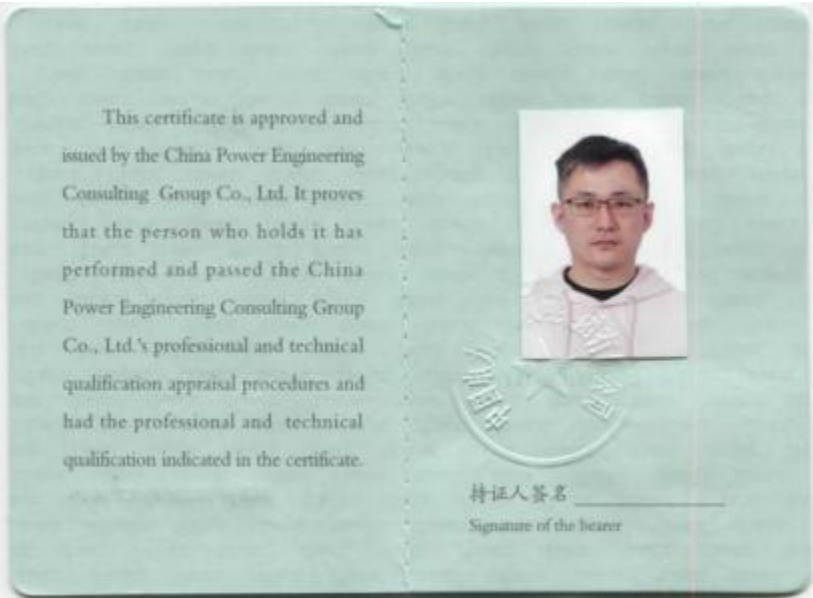 This certificate is approved and
issued by the China Power Engineering
Consulting Group Co., Ltd. It proves
that the person who holds it has
performed and passed the China
Power Engineering Consulting Group
Co., Ltd.'s professional and technical
qualification appraisal procedures and
had the professional and technical
qualification indicated in the certificate.
持证人签名
Signature of the bearer